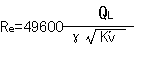 Re=49600 QL / ɤ √Kv